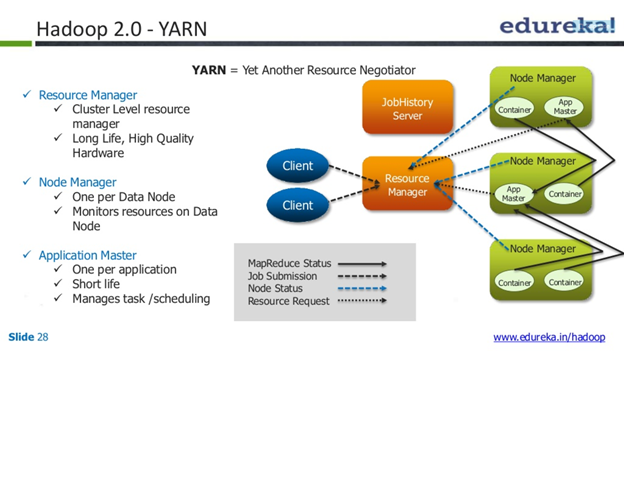 Hadoop 2.0 - YARN
edureka!
YARN = Yet Another Resource Negotiator
✓ Resource Manager
✓ Cluster Level resource
manager
✓ Long Life, High Quality
Hardware
✓ Node Manager
✓ One per Data Node
✓ Monitors resources on Data
Node
✓ Application Master
✓ One per application
✓ Short life
✓ Manages task /scheduling
JobHistory
Server
Client
Client
Resource
Manager
Node Manager
Container
App
Master
Node Manager
App
Master
Container
Node Manager
Container
Container
MapReduce Status
Job Submission
Node Status
Resource Request
Slide 28
www.edureka.in/hadoop